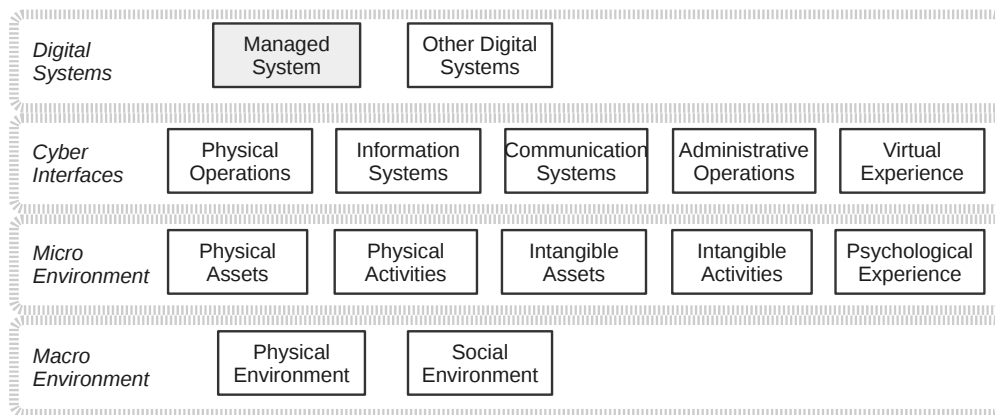 Digital
Systems
Managed
System
Other Digital
Systems
Cyber
Interfaces
Physical
Operations
Information
Systems
Communication
Systems
Administrative
Operations
Virtual
Experience
Micro
Environment
Physical
Assets
Physical
Activities
Intangible
Assets
Intangible
Activities
Psychological
Experience
Macro
Environment
Physical
Environment
Social
Environment